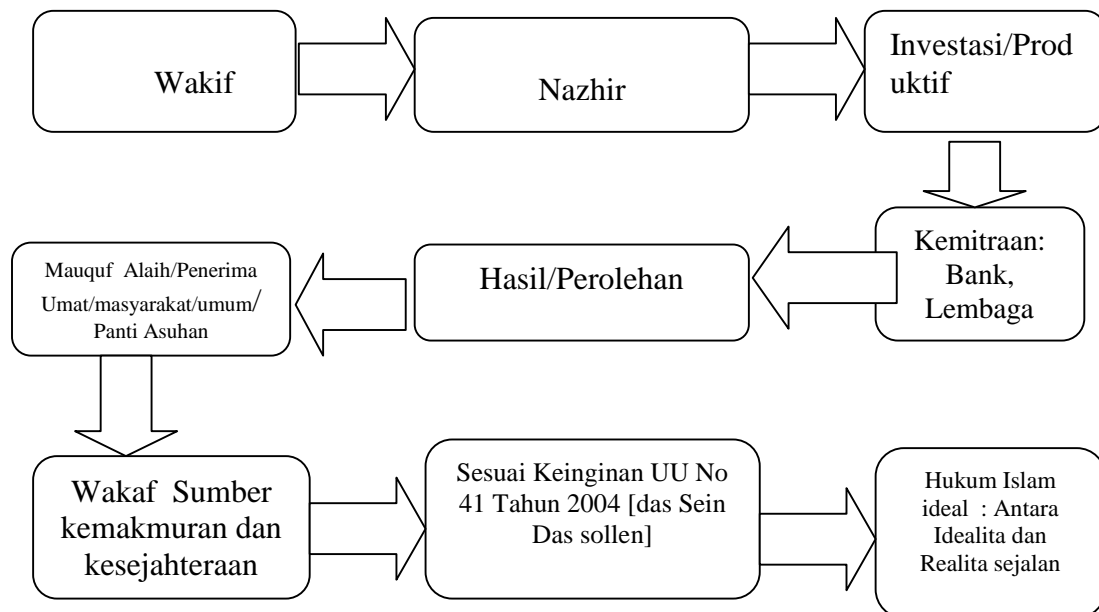 Wakif
Nazhir
Investasi/Prod
uktif
Kemitraan:
Bank,
Lembaga
Hasil/Perolehan
Mauquf Alaih/Penerima
Umat/masyarakat/umum/
Panti Asuhan
Wakaf Sumber
kemakmuran dan
kesejahteraan
Sesuai Keinginan UU No
41 Tahun 2004 [das Sein
Das sollen]
Hukum Islam
ideal : Antara
Idealita dan
Realita sejalan